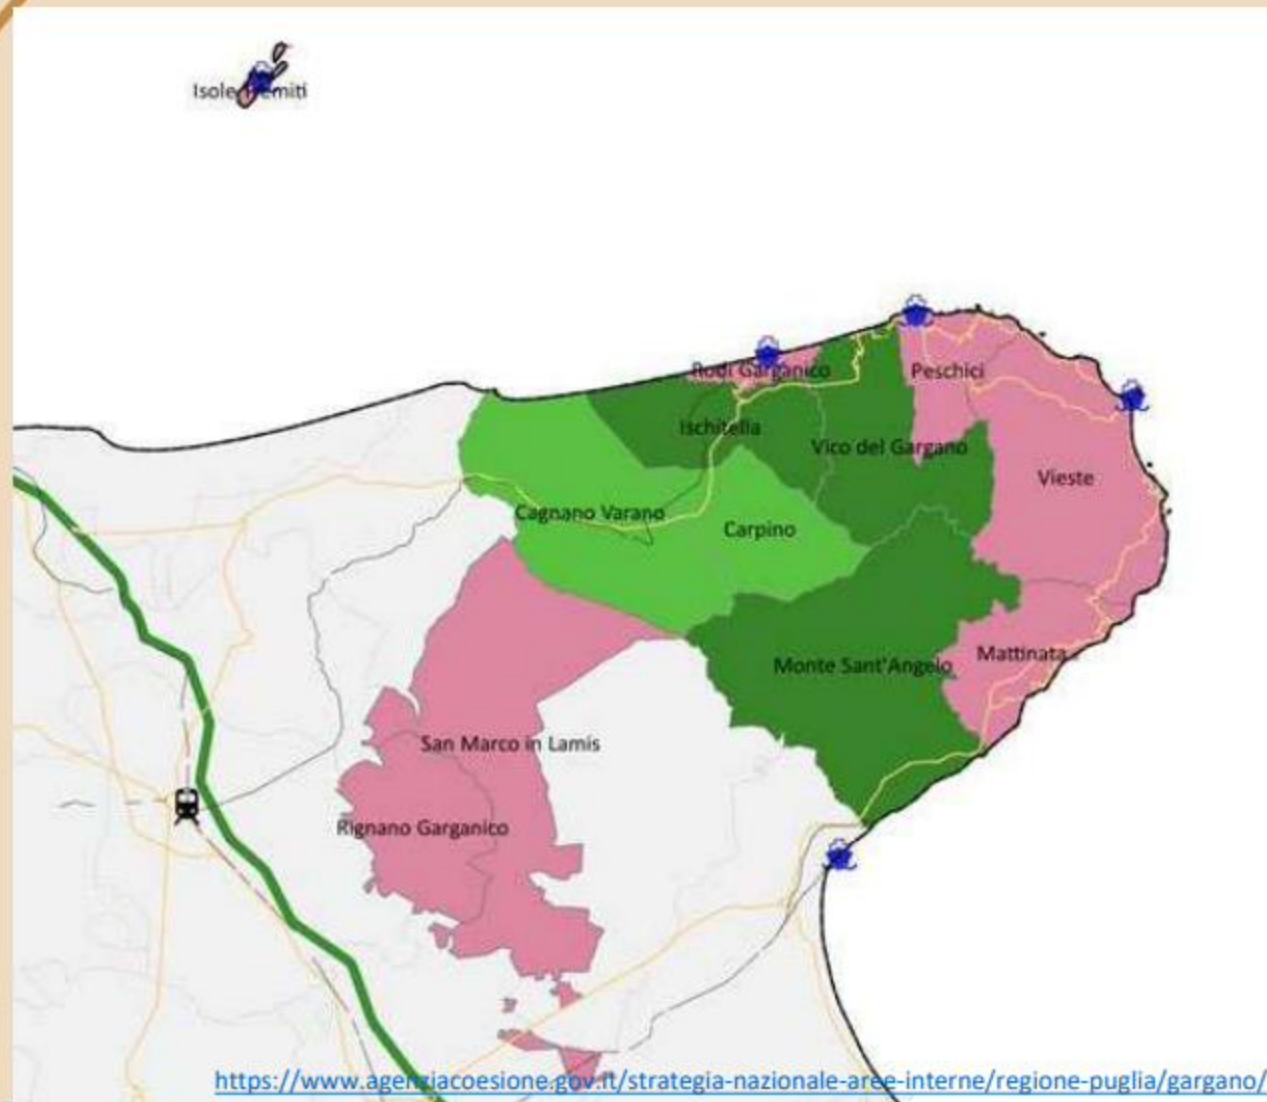 Isole Tremiti
Rodi Garganico
Peschici
Ischitella
Vico del Gargano
Vieste
Cagnano Varano
Carpino
Mattinata
Monte Sant'Angelo
San Marco in Lamis
Rignano Garganico
https://www.agenziacoesione.gov.it/strategia-nazionale-aree-interne/regione-puglia/gargano/